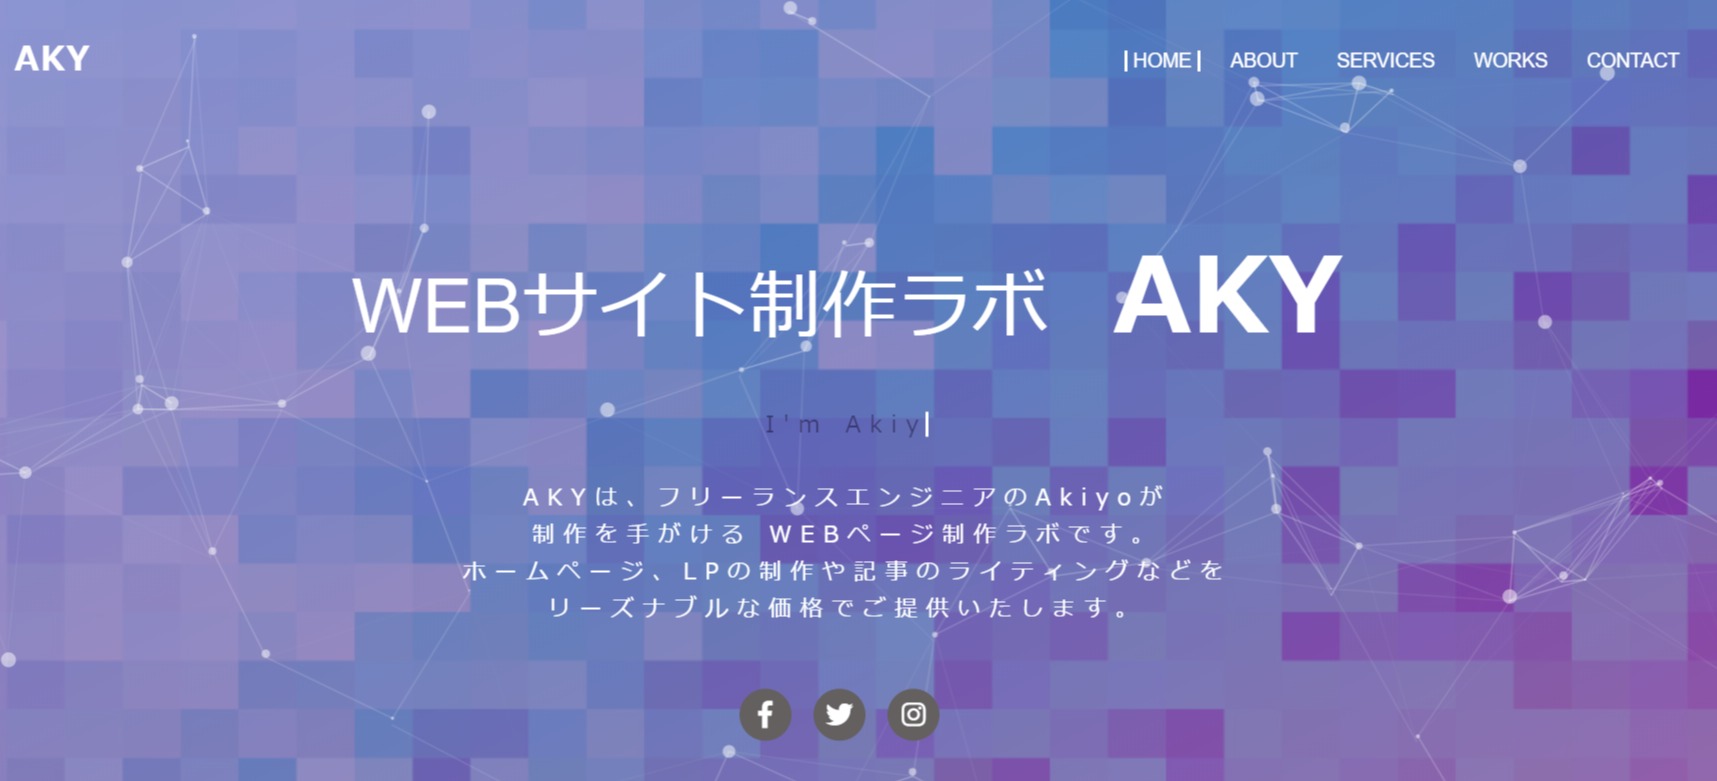 AKY
HOME ABOUT SERVICES WORKS CONTACT
WEBサイト制作ラボ AKY
I'm Akiy
AKYは、フリーランスエンジニアのAkiyoが
制作を手がける WEBページ制作ラボです。
ホームページ、LPの制作や記事のライティングなどを
リーズナブルな価格でご提供いたします。